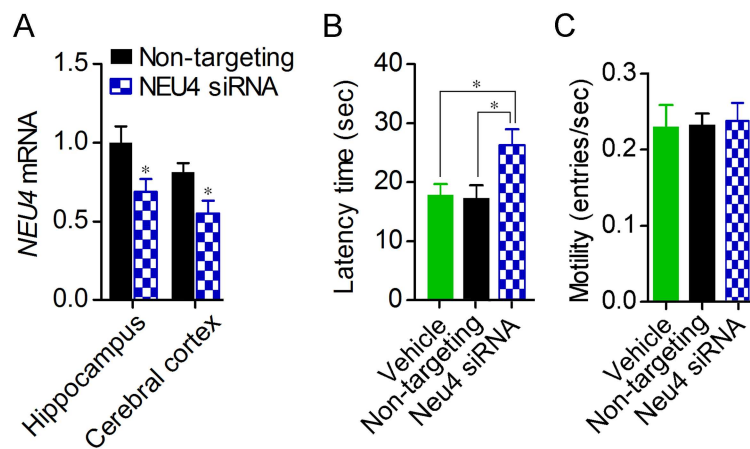 A
Non-targeting
NEU4 siRNA
NEU4 mRNA
1.5
1.0
0.5
0.0
*
*
Hippocampus
Cerebral cortex
B
Latency time (sec)
40
30
20
10
0
*
*
Vehicle
Non-targeting
Neu4 siRNA
C
Motility (entries/sec)
0.3
0.2
0.1
0.0
Vehicle
Non-targeting
Neu4 siRNA